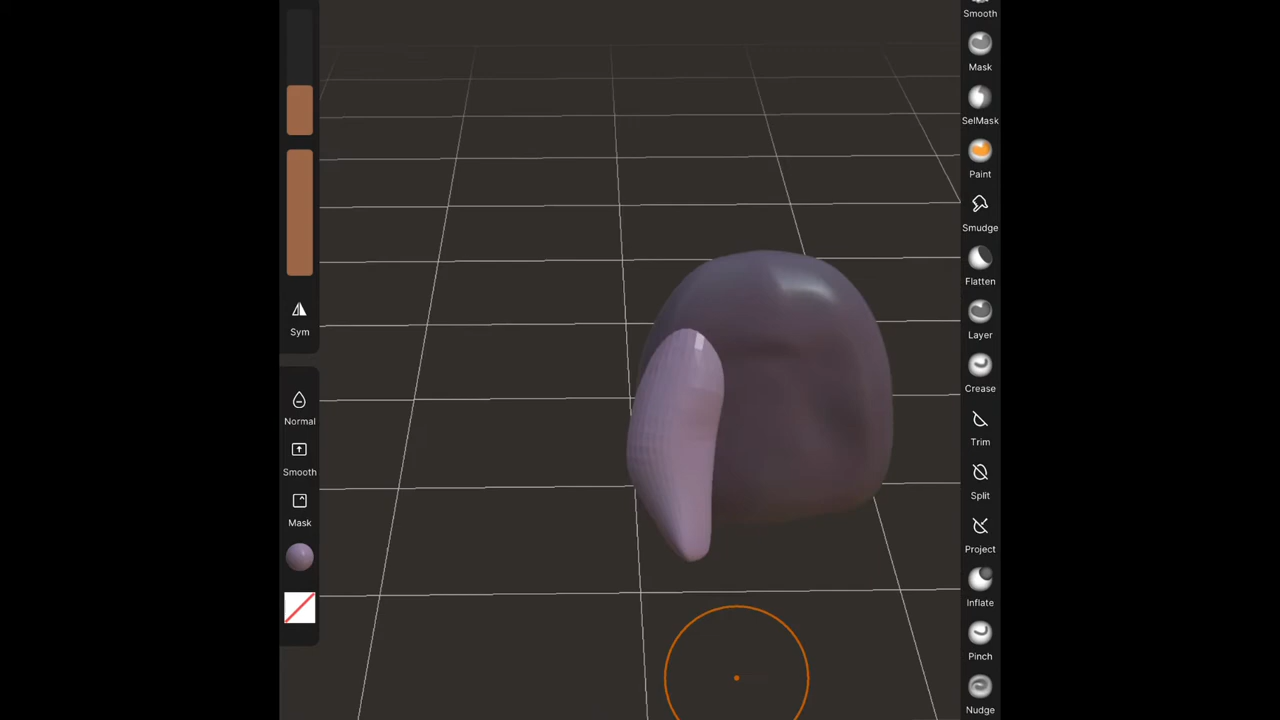 Sym
Normal
Smooth
Mask
Smooth
Mask
SelMask
Paint
Smudge
Flatten
Layer
Crease
Trim
Split
Project
Inflate
Pinch
Nudge